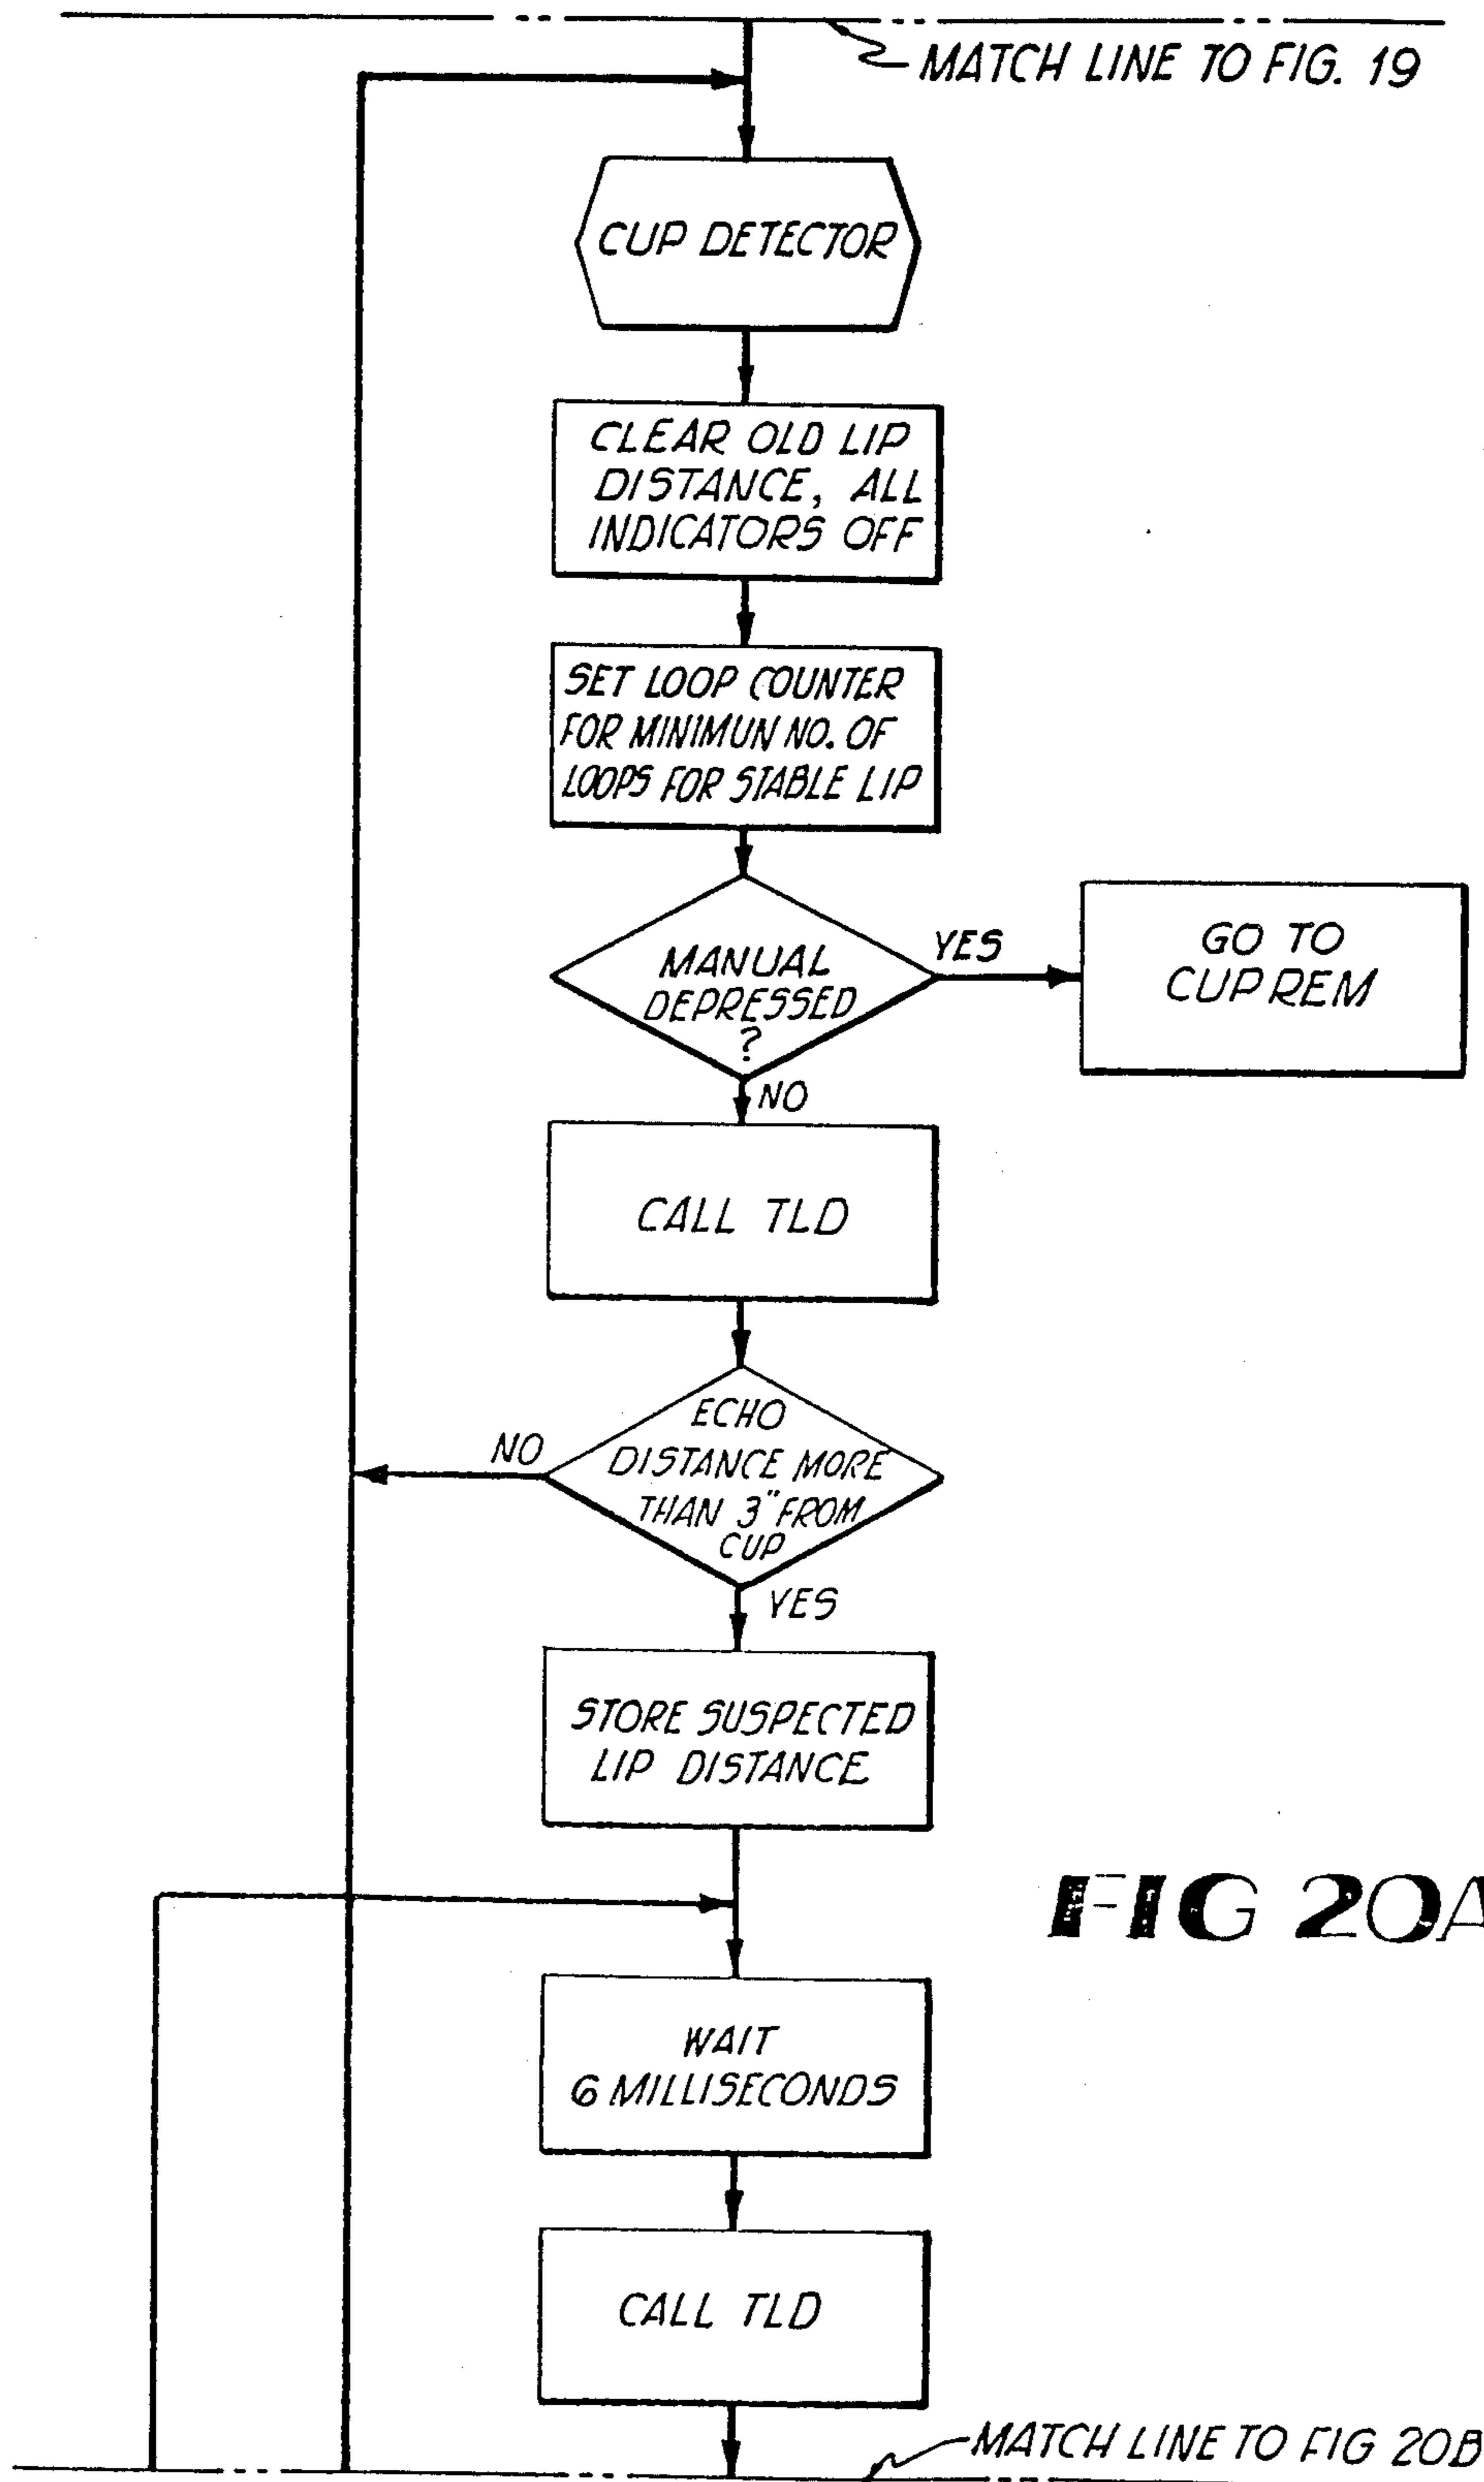 MATCH LINE TO FIG. 19
CUP DETECTOR
CLEAR OLD LIP
DISTANCE, ALL
INDICATORS OFF
SET LOOP COUNTER
FOR MINIMUN NO. OF
LOOPS FOR STABLE LIP
MANUAL
DEPRESSED
?
YES
GO TO
CUP REM
NO
CALL TLD
ECHO
DISTANCE MORE
THAN 3" FROM
CUP
NO
YES
STORE SUSPECTED
LIP DISTANCE
FIG 20A
WAIT
6 MILLISECONDS
CALL TLD
MATCH LINE TO FIG 20B